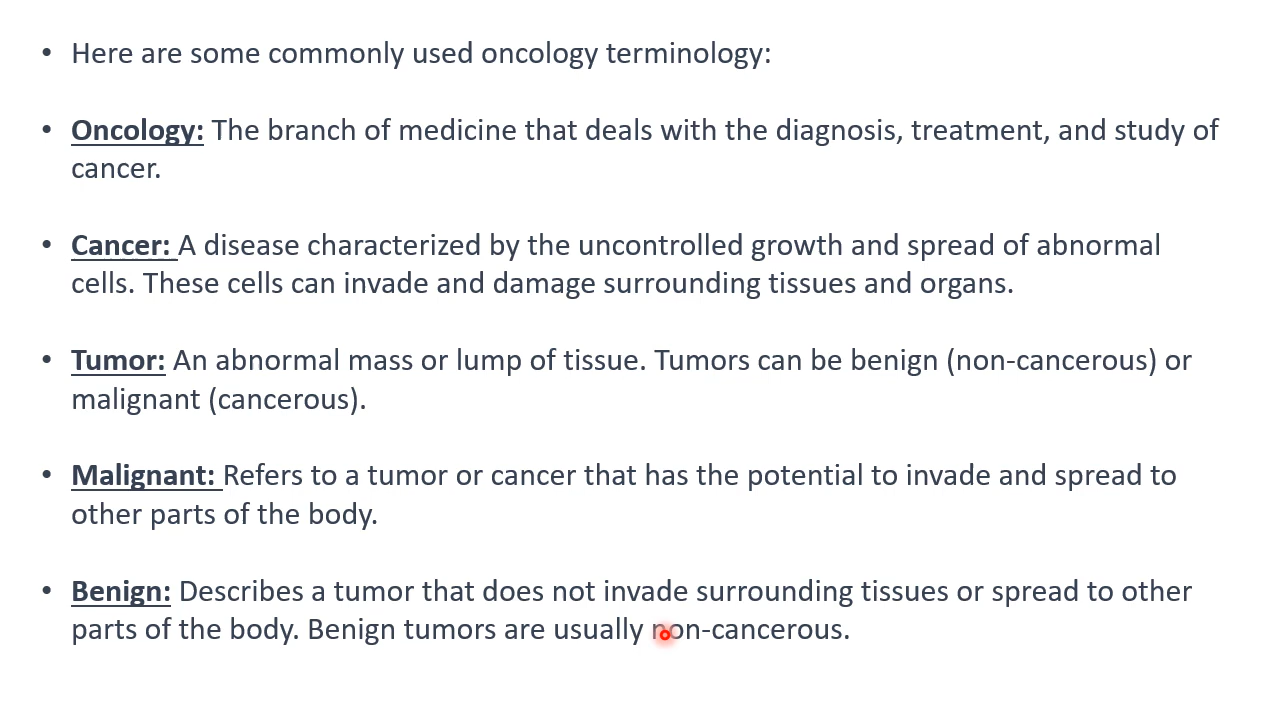 • Here are some commonly used oncology terminology:
• Oncology: The branch of medicine that deals with the diagnosis, treatment, and study of
cancer.
• Cancer: A disease characterized by the uncontrolled growth and spread of abnormal
cells. These cells can invade and damage surrounding tissues and organs.
• Tumor: An abnormal mass or lump of tissue. Tumors can be benign (non-cancerous) or
malignant (cancerous).
• Malignant: Refers to a tumor or cancer that has the potential to invade and spread to
other parts of the body.
• Benign: Describes a tumor that does not invade surrounding tissues or spread to other
parts of the body. Benign tumors are usually non-cancerous.